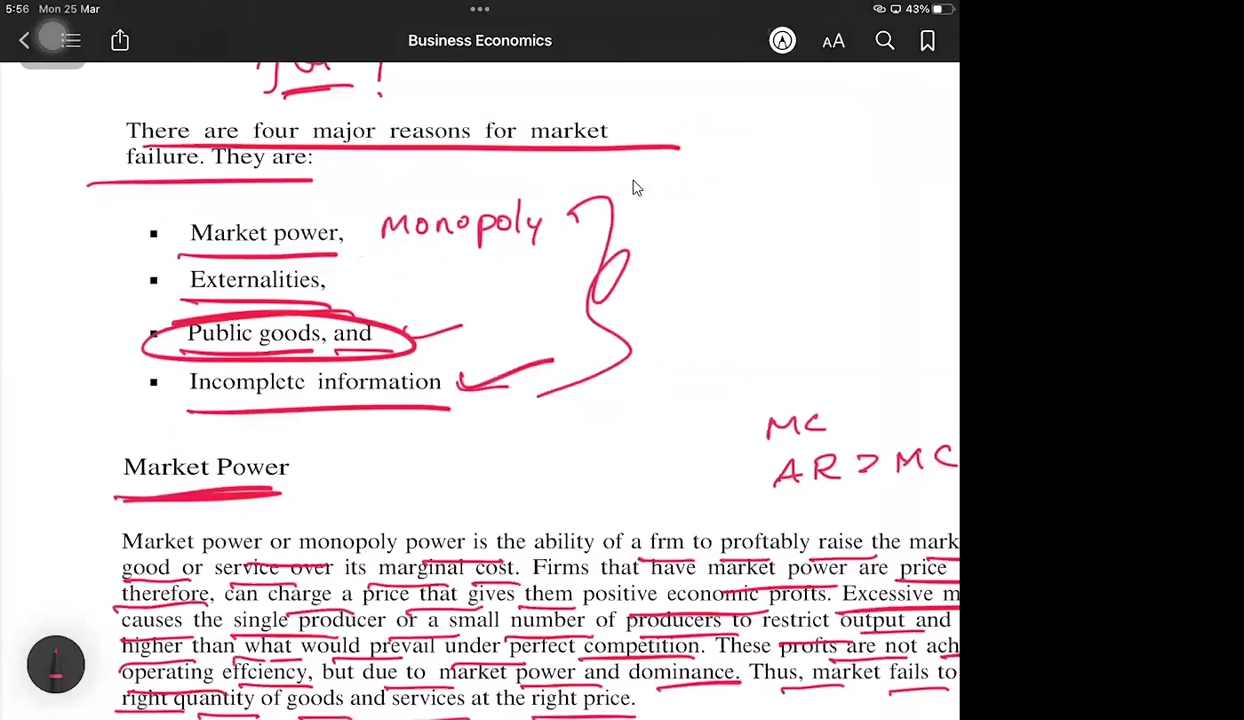 5:56 Mon 25 Mar
43%
Business Economics
AA
There are four major reasons for market
failure. They are:
▪ Market power, monopoly
▪ Externalities,
▪ Public goods, and
▪ Incomplete information
MC
AR > MC
Market Power
Market power or monopoly power is the ability of a frm to proftably raise the mark
good or service over its marginal cost. Firms that have market power are price
therefore, can charge a price that gives them positive economic profts. Excessive m
causes the single producer or a small number of producers to restrict output and
higher than what would prevail under perfect competition. These profts are not ach
operating effciency, but due to market power and dominance. Thus, market fails to
right quantity of goods and services at the right price.